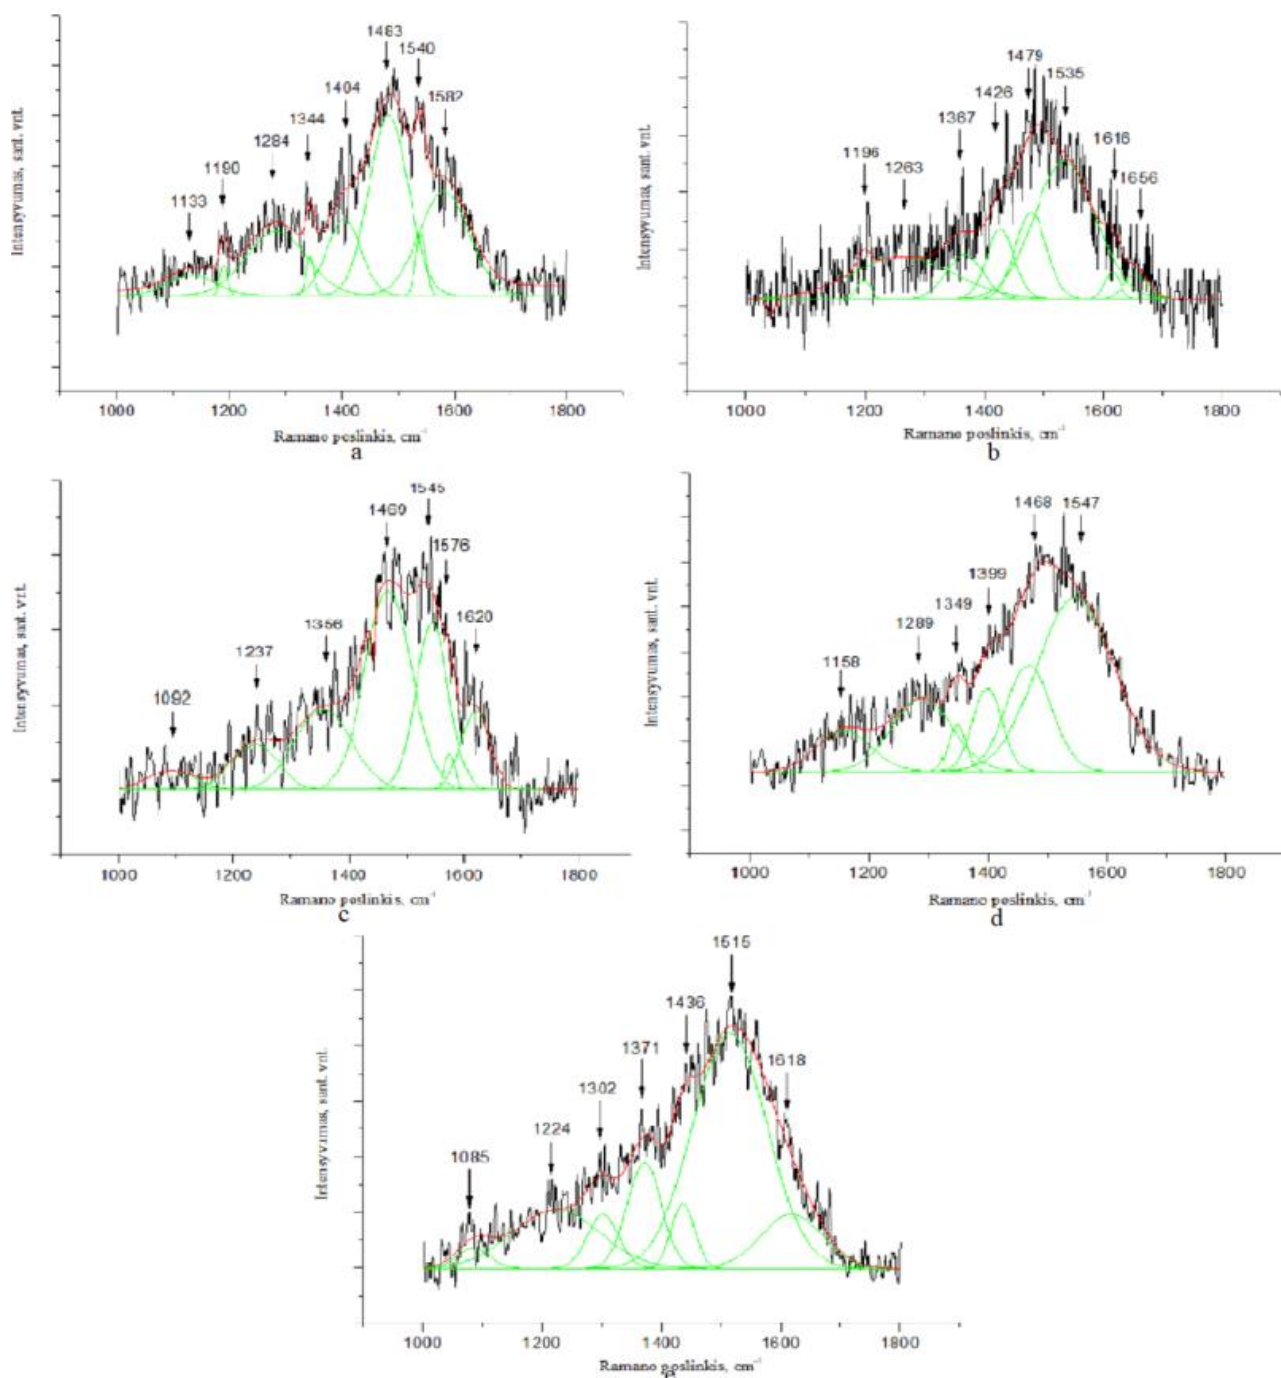 1483
1540
1404
1582
1344
1284
1190
1133
Intensyvumas, sant. vnt.
1000 1200 1400 1600 1800
Ramano poslinkis, cm⁻¹
a
1479
1535
1426
1367
1616
1196 1263
1656
Intensyvumas, sant. vnt.
1000 1200 1400 1600 1800
Ramano poslinkis, cm⁻¹
b
1545
1469
1576
1356
1620
1237
1092
Intensyvumas, sant. vnt.
1000 1200 1400 1600 1800
Ramano poslinkis, cm⁻¹
c
1468 1547
1399
1349
1289
1158
Intensyvumas, sant. vnt.
1000 1200 1400 1600 1800
Ramano poslinkis, cm⁻¹
d
1515
1436
1371
1618
1302
1224
1085
Intensyvumas, sant. vnt.
1000 1200 1400 1600 1800
Ramano poslinkis, cm⁻¹